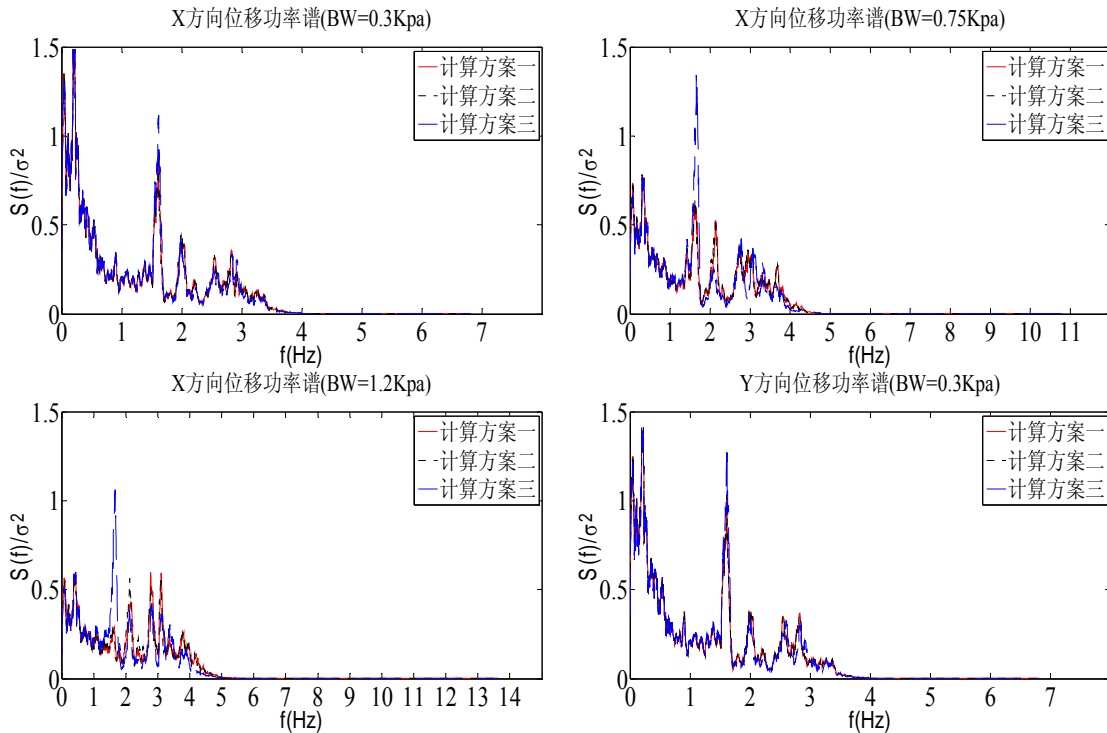 X方向位移功率谱(BW=0.3Kpa)
1.5
1
0.5
0
S(f)/σ²
计算方案一
计算方案二
计算方案三
0 1 2 3 4 5 6 7
f(Hz)
X方向位移功率谱(BW=0.75Kpa)
1.5
1
0.5
0
S(f)/σ²
计算方案一
计算方案二
计算方案三
0 1 2 3 4 5 6 7 8 9 10 11
f(Hz)
X方向位移功率谱(BW=1.2Kpa)
1.5
1
0.5
0
S(f)/σ²
计算方案一
计算方案二
计算方案三
0 1 2 3 4 5 6 7 8 9 10 11 12 13 14
f(Hz)
Y方向位移功率谱(BW=0.3Kpa)
1.5
1
0.5
0
S(f)/σ²
计算方案一
计算方案二
计算方案三
0 1 2 3 4 5 6 7
f(Hz)